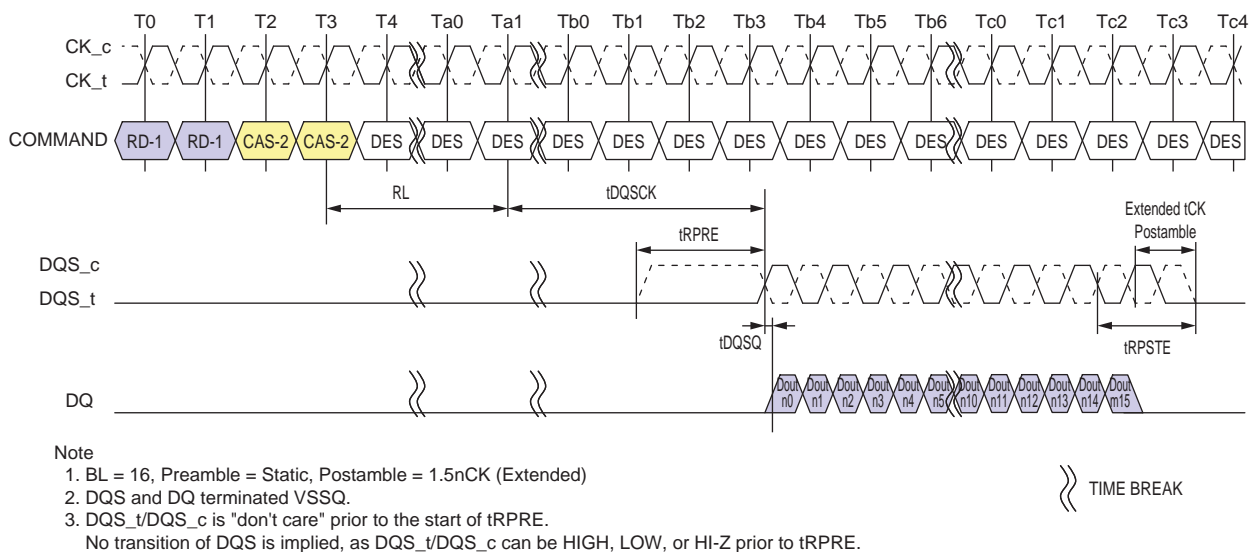 T0 T1 T2 T3 T4 Ta0 Ta1 Tb0 Tb1 Tb2 Tb3 Tb4 Tb5 Tb6 Tc0 Tc1 Tc2 Tc3 Tc4
CK_c
CK_t
COMMAND RD-1 RD-1 CAS-2 CAS-2 DES DES DES DES DES DES DES DES DES DES DES DES DES DES DES
RL tDQSCK
Extended tCK
Postamble
tRPRE
DQS_c
DQS_t
tDQSQ tRPSTE
Dout Dout Dout Dout Dout Dout Dout Dout Dout Dout Dout Dout
DQ n0 n1 n2 n3 n4 n5 n10 n11 n12 n13 n14 m15
Note
1. BL = 16, Preamble = Static, Postamble = 1.5nCK (Extended)
2. DQS and DQ terminated VSSQ.
3. DQS_t/DQS_c is "don't care" prior to the start of tRPRE.
No transition of DQS is implied, as DQS_t/DQS_c can be HIGH, LOW, or HI-Z prior to tRPRE.
TIME BREAK